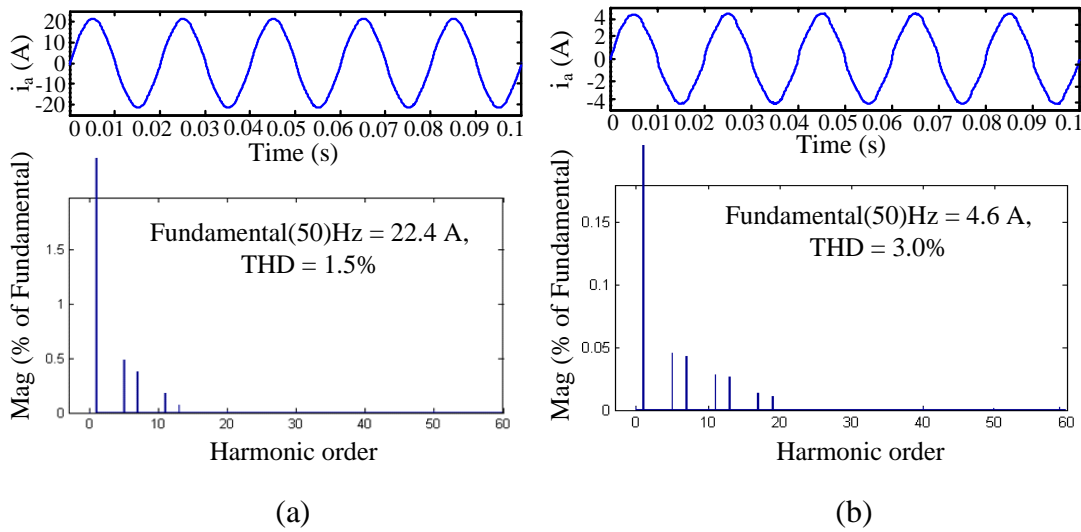 i_a (A)
20
10
0
-10
-20
0 0.01 0.02 0.03 0.04 0.05 0.06 0.07 0.08 0.09 0.1
Time (s)
Mag (% of Fundamental)
1.5
1
0.5
0
Fundamental(50)Hz = 22.4 A,
THD = 1.5%
0 10 20 30 40 50 60
Harmonic order
(a)
i_a (A)
4
2
0
-2
-4
0 0.01 0.02 0.03 0.04 0.05 0.06 0.07 0.08 0.09 0.1
Time (s)
Mag (% of Fundamental)
0.15
0.1
0.05
0
Fundamental(50)Hz = 4.6 A,
THD = 3.0%
0 10 20 30 40 50 60
Harmonic order
(b)